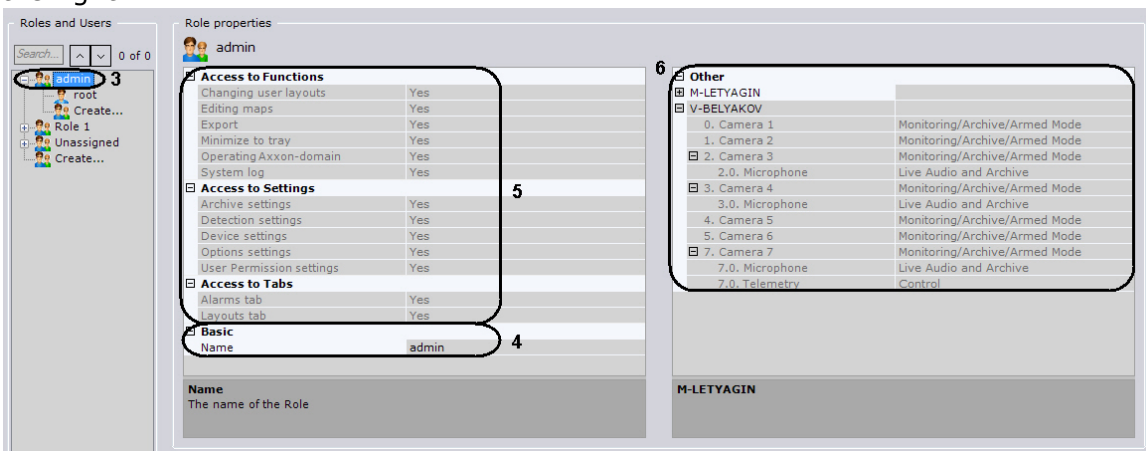 Roles and Users
Search... 0 of 0
admin 3
root
Create...
Role 1
Unassigned
Create...
Role properties
admin
Access to Functions
Changing user layouts Yes
Editing maps Yes
Export Yes
Minimize to tray Yes
Operating Axxon-domain Yes
System log Yes
Access to Settings 5
Archive settings Yes
Detection settings Yes
Device settings Yes
Options settings Yes
User Permission settings Yes
Access to Tabs
Alarms tab Yes
Layouts tab Yes
Basic
Name admin 4
Name
The name of the Role
6 Other
M-LETYAGIN
V-BELYAKOV
0. Camera 1 Monitoring/Archive/Armed Mode
1. Camera 2 Monitoring/Archive/Armed Mode
2. Camera 3 Monitoring/Archive/Armed Mode
2.0. Microphone Live Audio and Archive
3. Camera 4 Monitoring/Archive/Armed Mode
3.0. Microphone Live Audio and Archive
4. Camera 5 Monitoring/Archive/Armed Mode
5. Camera 6 Monitoring/Archive/Armed Mode
7. Camera 7 Monitoring/Archive/Armed Mode
7.0. Microphone Live Audio and Archive
7.0. Telemetry Control
M-LETYAGIN